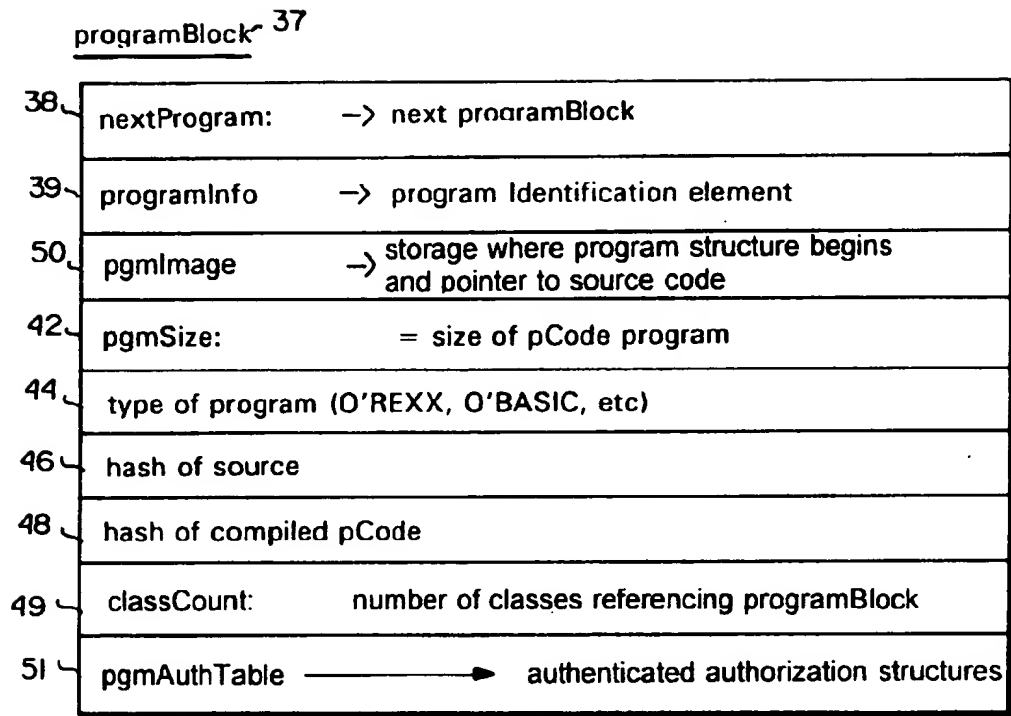 programBlock 37
38 nextProgram: -> next programBlock
39 programInfo -> program Identification element
50 pgmImage -> storage where program structure begins
and pointer to source code
42 pgmSize: = size of pCode program
44 type of program (O'REXX, O'BASIC, etc)
46 hash of source
48 hash of compiled pCode
49 classCount: number of classes referencing programBlock
51 pgmAuthTable → authenticated authorization structures